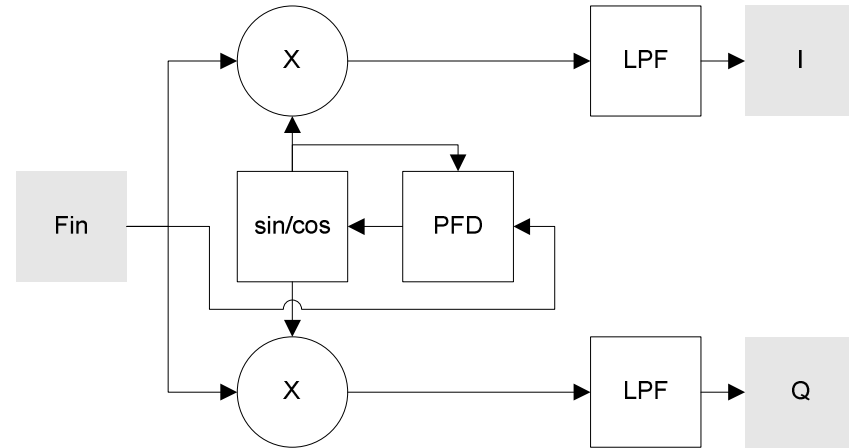 X
LPF
I
Fin
sin/cos
PFD
X
LPF
Q